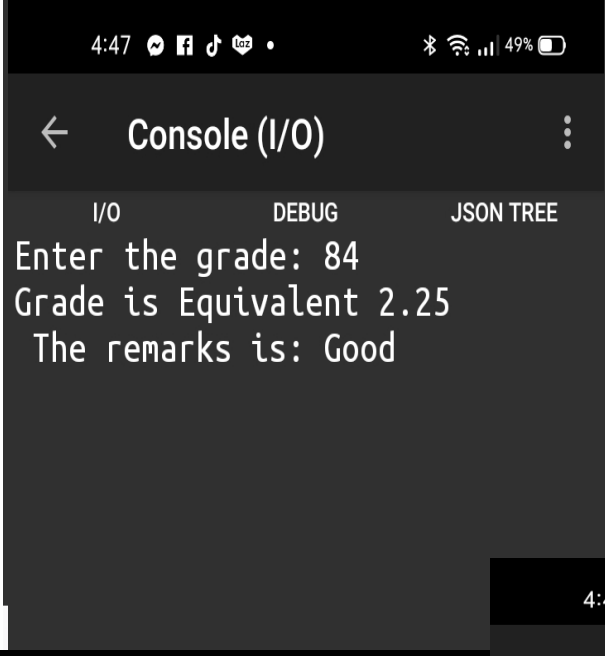 4:47
49%
Console (I/O)
I/O DEBUG JSON TREE
Enter the grade: 84
Grade is Equivalent 2.25
The remarks is: Good